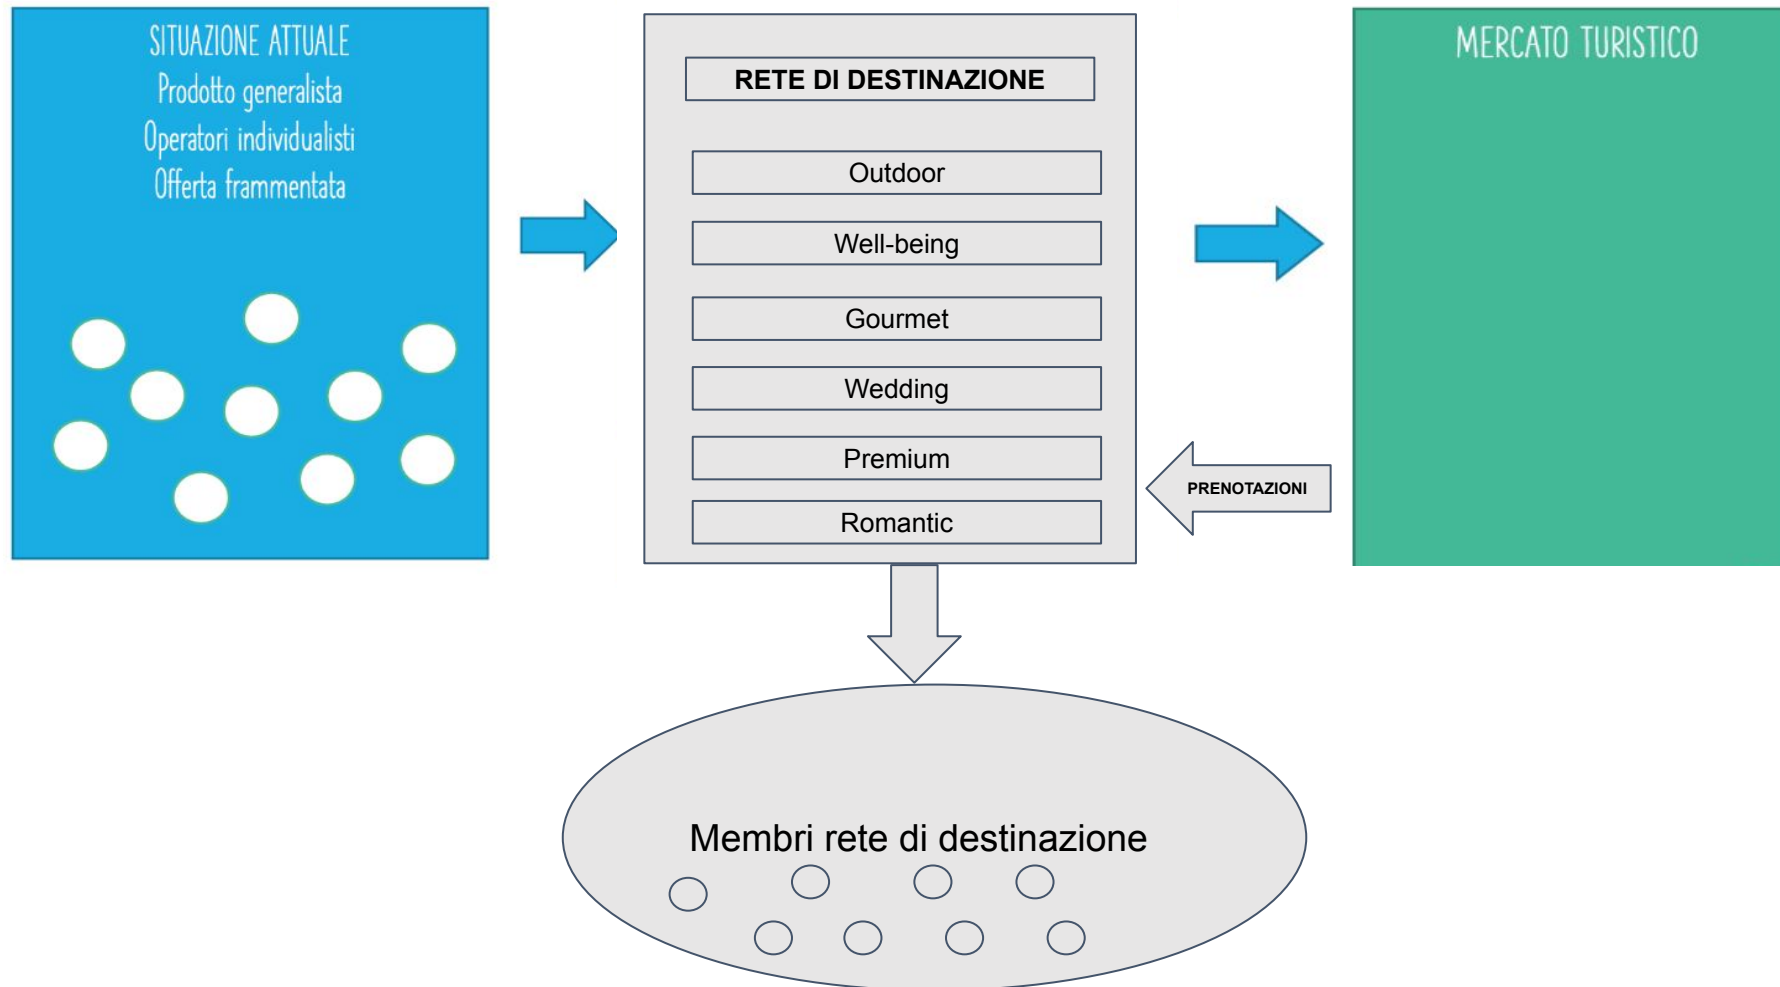 SITUAZIONE ATTUALE
Prodotto generalista
Operatori individualisti
Offerta frammentata
RETE DI DESTINAZIONE
Outdoor
Well-being
Gourmet
Wedding
Premium
Romantic
MERCATO TURISTICO
PRENOTAZIONI
Membri rete di destinazione